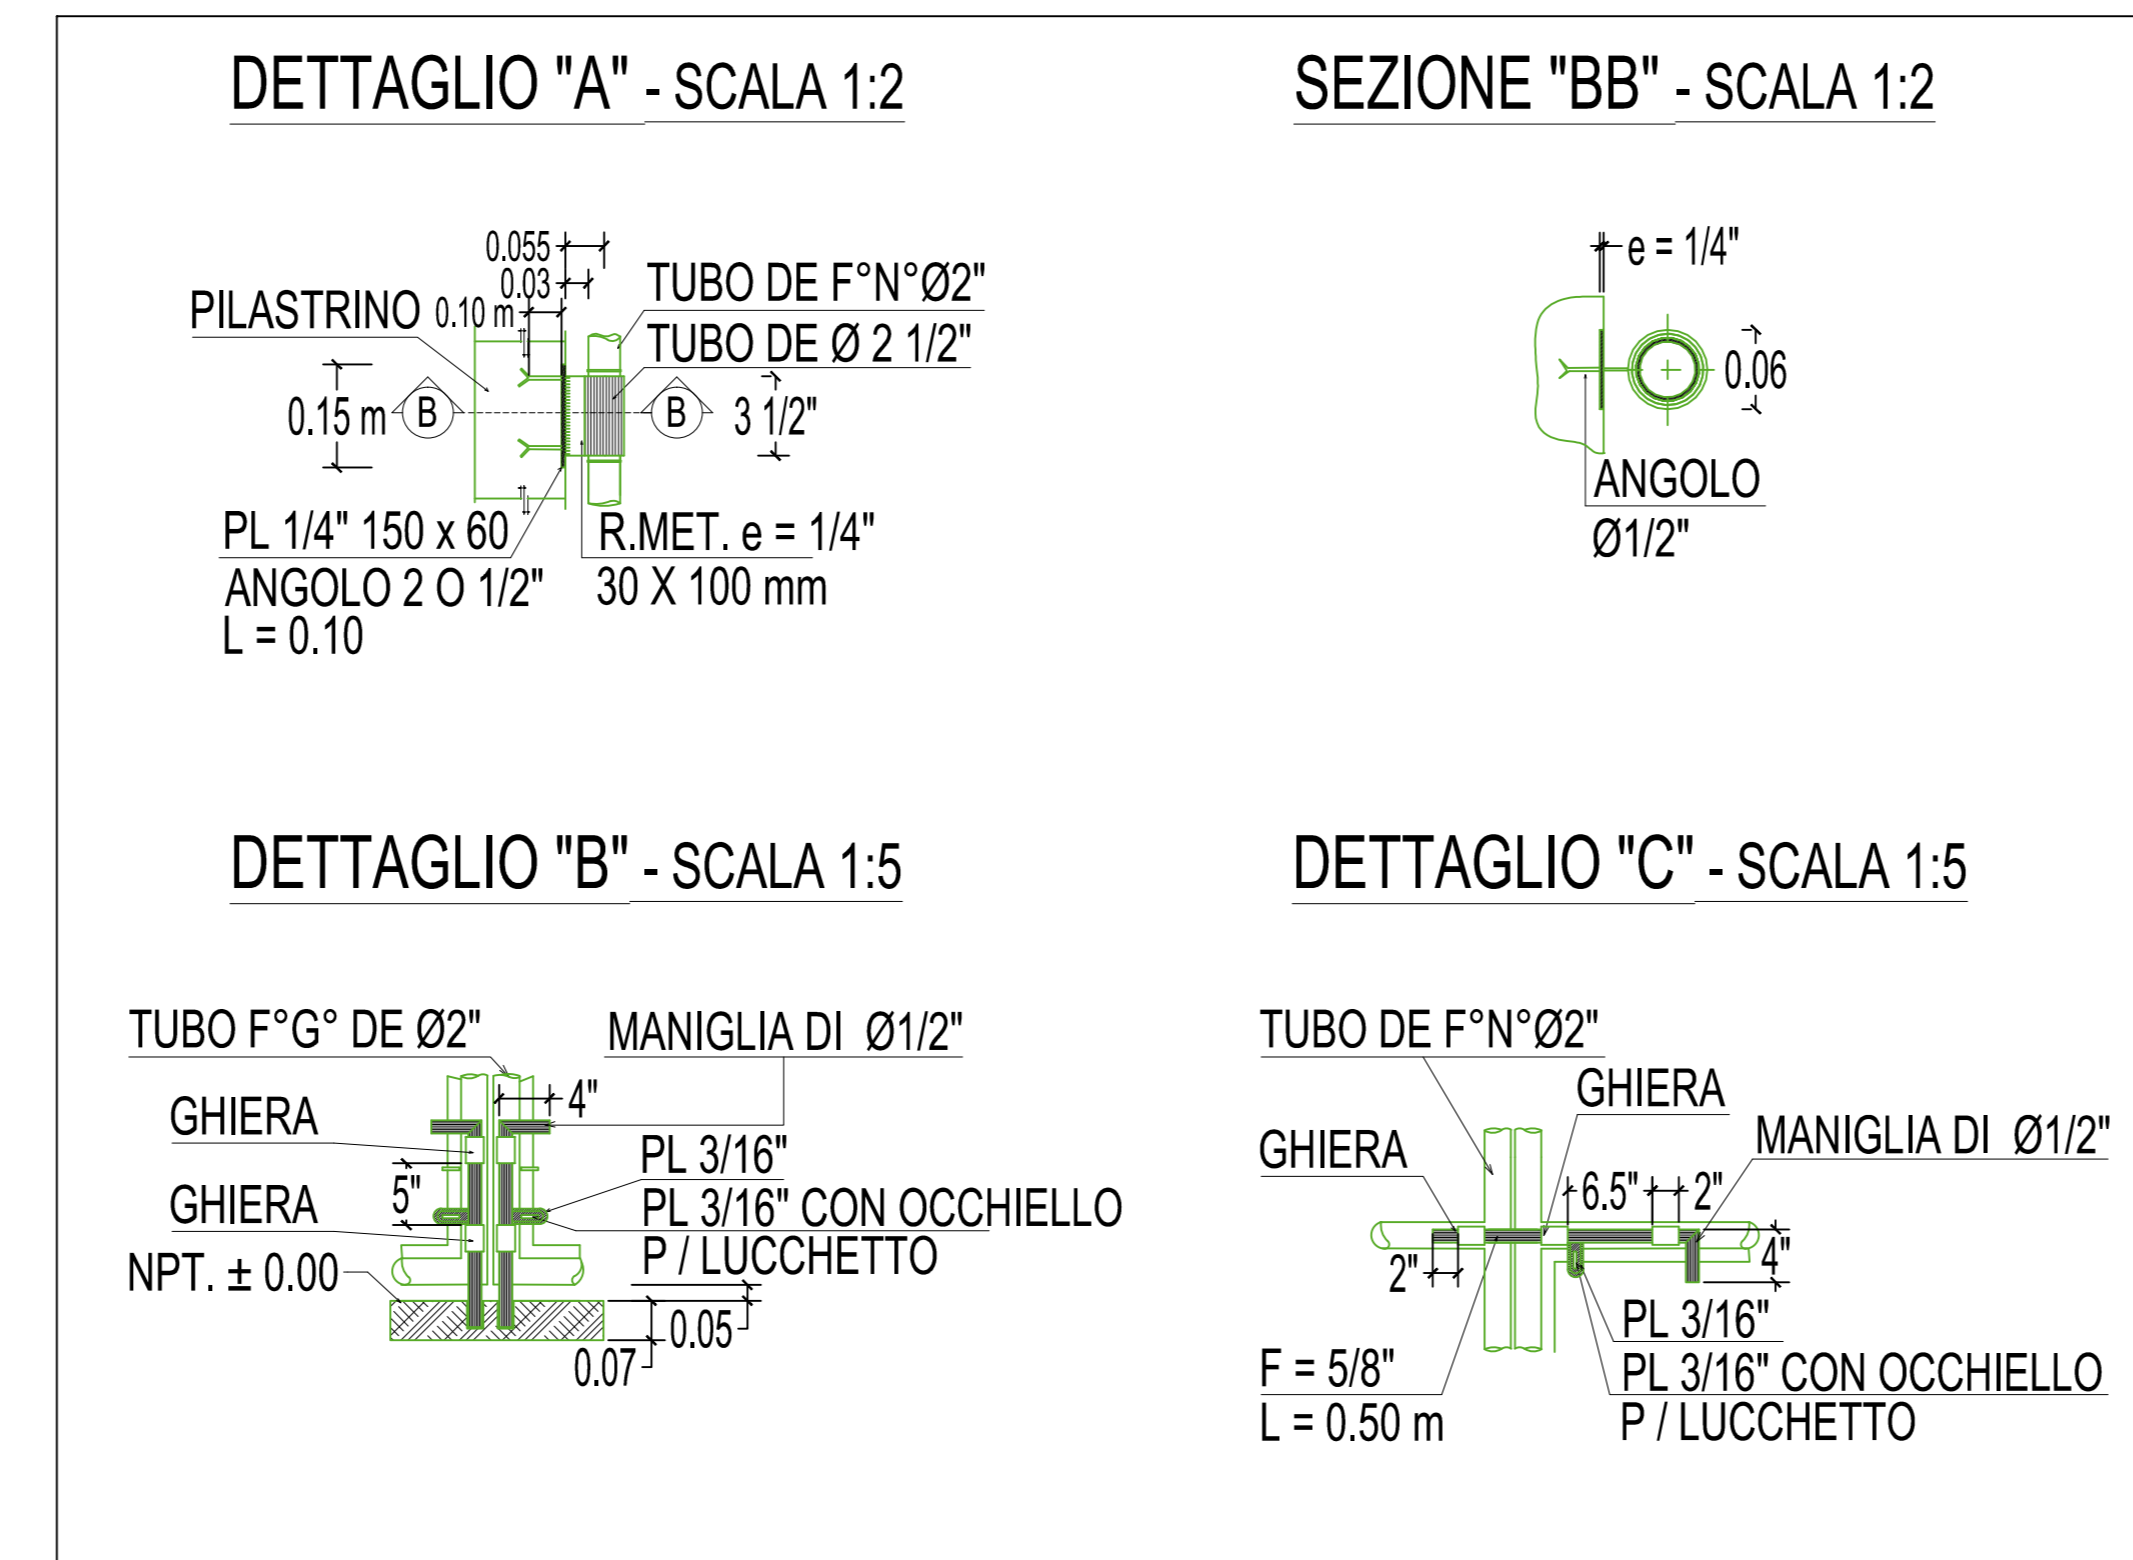 DETTAGLIO "A" - SCALA 1:2
0.055
0.03
PILASTRINO
0.10 m
TUBO DE F°N°Ø2"
TUBO DE Ø 2 1/2"
0.15 m
B
B
3 1/2"
PL 1/4" 150 x 60
ANGOLO 2 O 1/2"
L = 0.10
R.MET. e = 1/4"
30 X 100 mm
SEZIONE "BB" - SCALA 1:2
e = 1/4"
0.06
ANGOLO
Ø1/2"
DETTAGLIO "B" - SCALA 1:5
TUBO F°G° DE Ø2"
MANIGLIA DI Ø1/2"
4"
GHIERA
PL 3/16"
5"
GHIERA
PL 3/16" CON OCCHIELLO
P / LUCCHETTO
NPT. ± 0.00
0.05
0.07
DETTAGLIO "C" - SCALA 1:5
TUBO DE F°N°Ø2"
GHIERA
GHIERA
MANIGLIA DI Ø1/2"
6.5"
2"
2"
4"
PL 3/16"
F = 5/8"
L = 0.50 m
PL 3/16" CON OCCHIELLO
P / LUCCHETTO